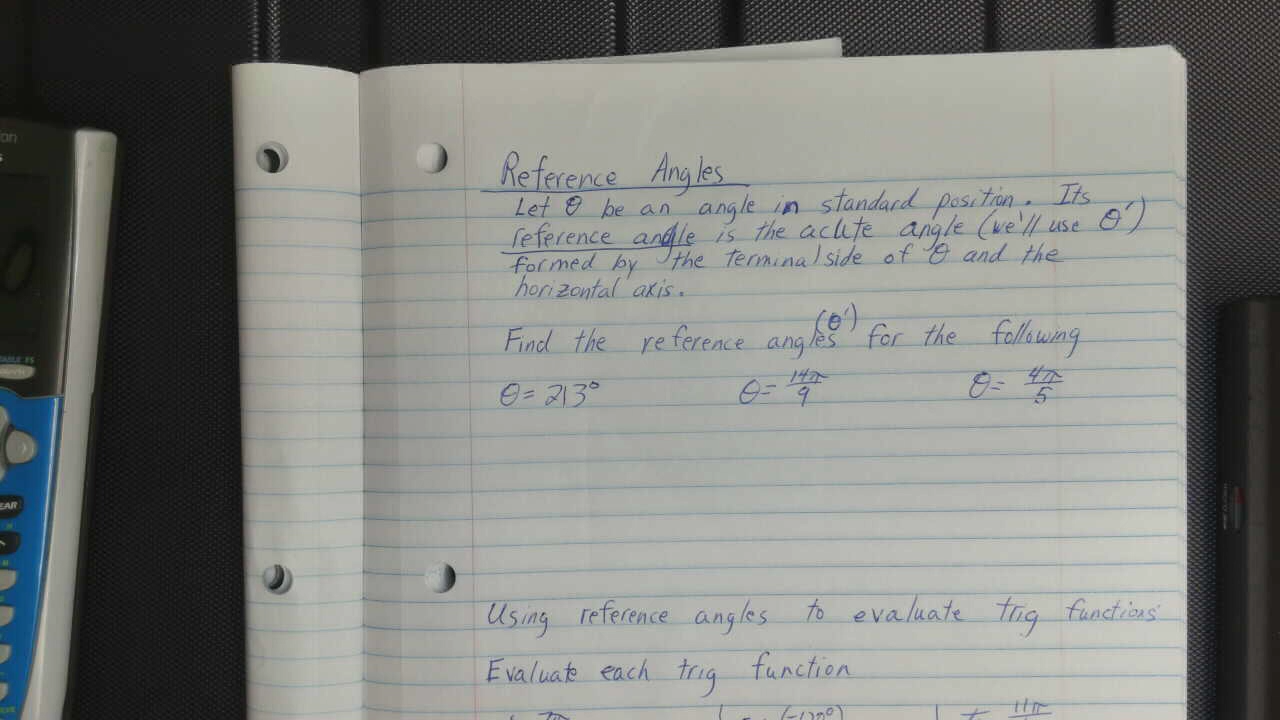 Reference Angles
Let θ be an angle in standard position. Its
reference angle is the acute angle (we'll use θ')
formed by the terminal side of θ and the
horizontal axis.
Find the reference angles (θ') for the following
θ = 213° θ = 14π/9 θ = 4π/5
Using reference angles to evaluate trig functions
Evaluate each trig function
11π